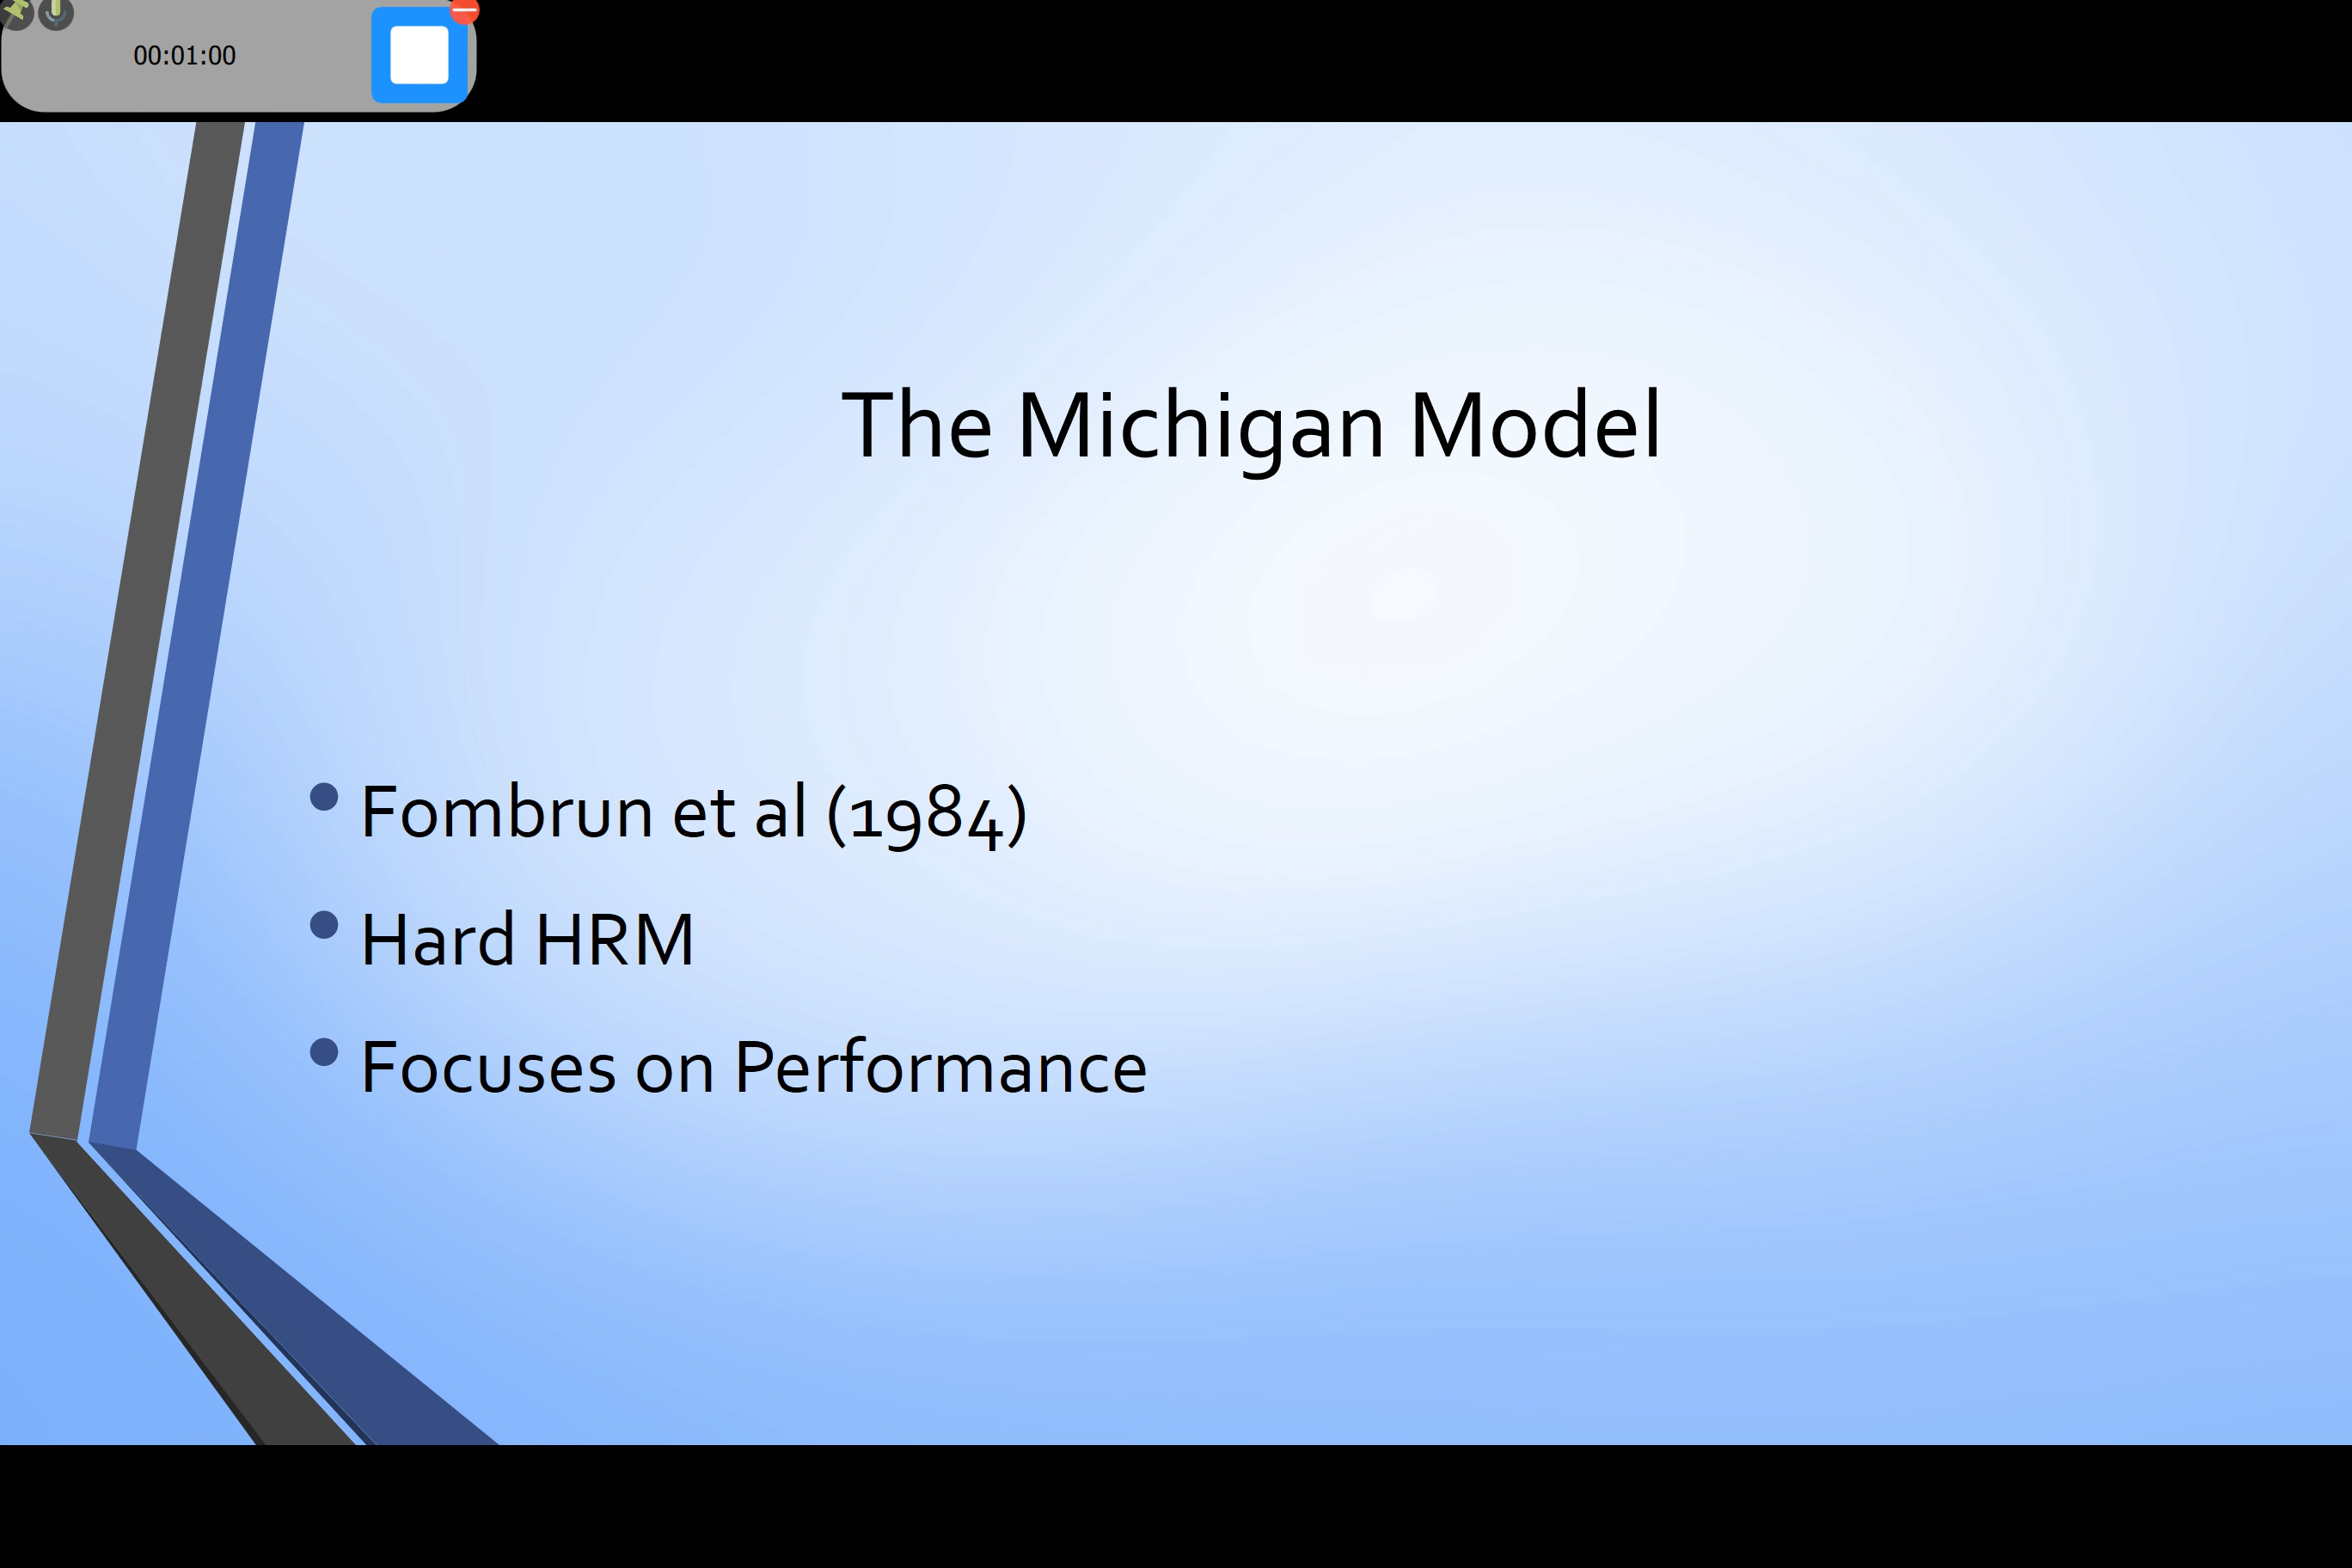 00:01:00
The Michigan Model
• Fombrun et al (1984)
• Hard HRM
• Focuses on Performance